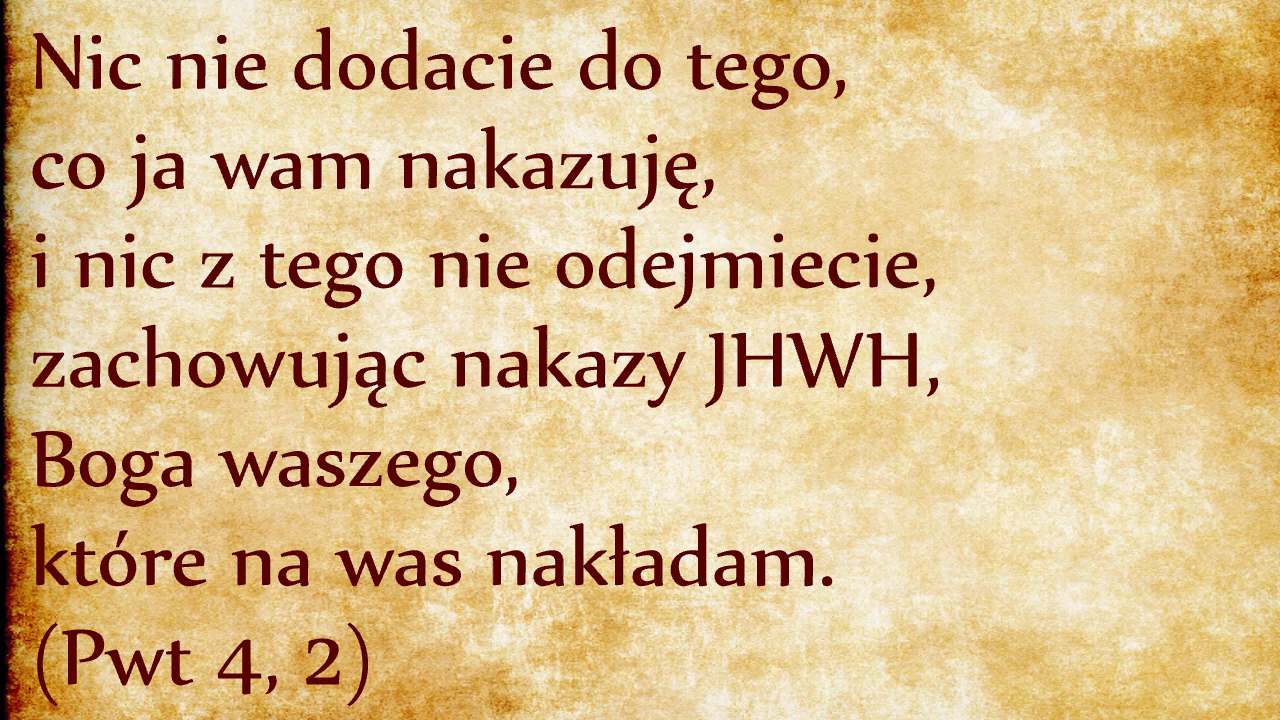 Nic nie dodacie do tego,
co ja wam nakazuję,
i nic z tego nie odejmiecie,
zachowując nakazy JHWH,
Boga waszego,
które na was nakładam.
(Pwt 4, 2)